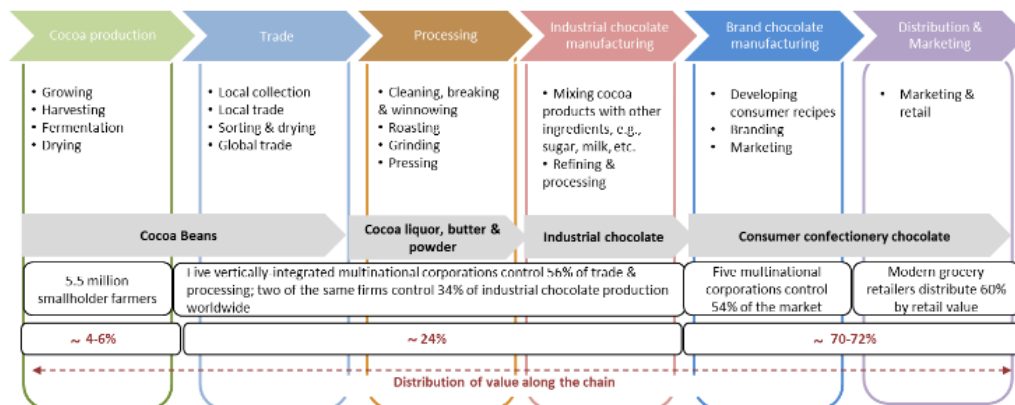 Cocoa production
Trade
Processing
Industrial chocolate
manufacturing
Brand chocolate
manufacturing
Distribution &
Marketing
• Growing
• Harvesting
• Fermentation
• Drying
• Local collection
• Local trade
• Sorting & drying
• Global trade
• Cleaning, breaking
& winnowing
• Roasting
• Grinding
• Pressing
• Mixing cocoa
products with other
ingredients, e.g.,
sugar, milk, etc.
• Refining &
processing
• Developing
consumer recipes
• Branding
• Marketing
• Marketing &
retail
Cocoa Beans
Cocoa liquor, butter &
powder
Industrial chocolate
Consumer confectionery chocolate
5.5 million
smallholder farmers
Five vertically-integrated multinational corporations control 56% of trade &
processing; two of the same firms control 34% of industrial chocolate production
worldwide
Five multinational
corporations control
54% of the market
Modern grocery
retailers distribute 60%
by retail value
~ 4-6%
~ 24%
~ 70-72%
Distribution of value along the chain